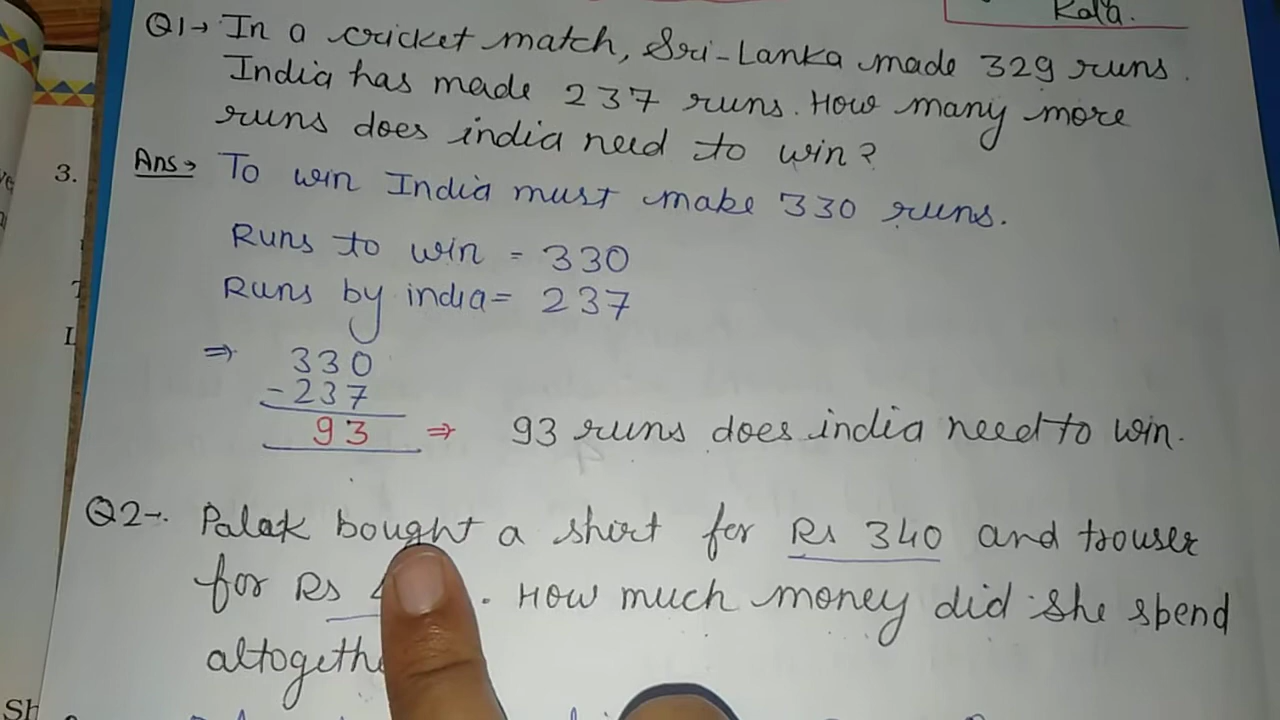 Kala.
Q1→ In a cricket match, Sri-Lanka made 329 runs.
India has made 237 runs. How many more
runs does india need to win?
3.
Ans→ To win India must make 330 runs.
Runs to win = 330
Runs by india = 237
⇒ 330
-237
93 ⇒ 93 runs does india need to win.
Q2→. Palak bought a shirt for Rs 340 and trouser
for Rs . How much money did she spend
Sh